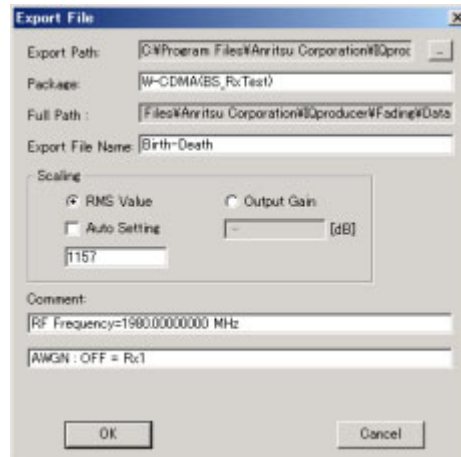 Export File
Export Path: C:¥Program Files¥Anritsu Corporation¥IQproc ...
Package: W-CDMA(BS_RxTest)
Full Path : Files¥Anritsu Corporation¥IQproducer¥Fading¥Data
Export File Name: Birth-Death
Scaling
RMS Value Output Gain
Auto Setting - [dB]
1157
Comment:
RF Frequency=1980.00000000 MHz
AWGN : OFF = Rx1
OK Cancel